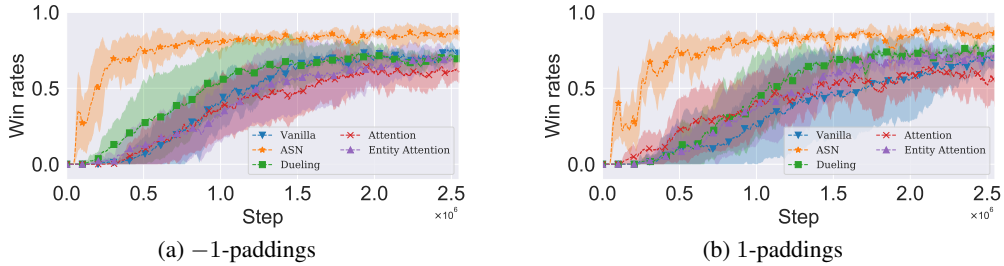 Win rates
1.0
0.5
0.0
Vanilla
ASN
Dueling
Attention
Entity Attention
0.0 0.5 1.0 1.5 2.0 2.5
×10⁶
Step
(a) −1-paddings
Win rates
1.0
0.5
0.0
Vanilla
ASN
Dueling
Attention
Entity Attention
0.0 0.5 1.0 1.5 2.0 2.5
×10⁶
Step
(b) 1-paddings